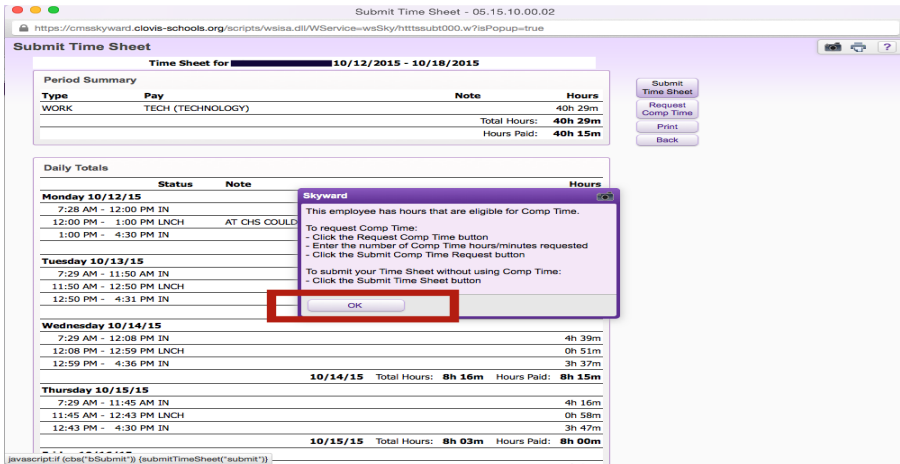 Submit Time Sheet - 05.15.10.00.02
https://cmsskyward.clovis-schools.org/scripts/wsisa.dll/WService=wsSky/htttssubt000.w?isPopup=true
Submit Time Sheet
?
Time Sheet for 10/12/2015 - 10/18/2015
Period Summary
Type Pay Note Hours
WORK TECH (TECHNOLOGY) 40h 29m
Total Hours: 40h 29m
Hours Paid: 40h 15m
Submit
Time Sheet
Request
Comp Time
Print
Back
Daily Totals
Status Note Hours
Monday 10/12/15
7:28 AM - 12:00 PM IN
12:00 PM - 1:00 PM LNCH AT CHS COULD
1:00 PM - 4:30 PM IN
Tuesday 10/13/15
7:29 AM - 11:50 AM IN
11:50 AM - 12:50 PM LNCH
12:50 PM - 4:31 PM IN
Skyward
This employee has hours that are eligible for Comp Time.
To request Comp Time:
- Click the Request Comp Time button
- Enter the number of Comp Time hours/minutes requested
- Click the Submit Comp Time Request button
To submit your Time Sheet without using Comp Time:
- Click the Submit Time Sheet button
OK
Wednesday 10/14/15
7:29 AM - 12:08 PM IN 4h 39m
12:08 PM - 12:59 PM LNCH 0h 51m
12:59 PM - 4:36 PM IN 3h 37m
10/14/15 Total Hours: 8h 16m Hours Paid: 8h 15m
Thursday 10/15/15
7:29 AM - 11:45 AM IN 4h 16m
11:45 AM - 12:43 PM LNCH 0h 58m
12:43 PM - 4:30 PM IN 3h 47m
10/15/15 Total Hours: 8h 03m Hours Paid: 8h 00m
javascript:if (cbs("bSubmit")) {submitTimeSheet("submit")}